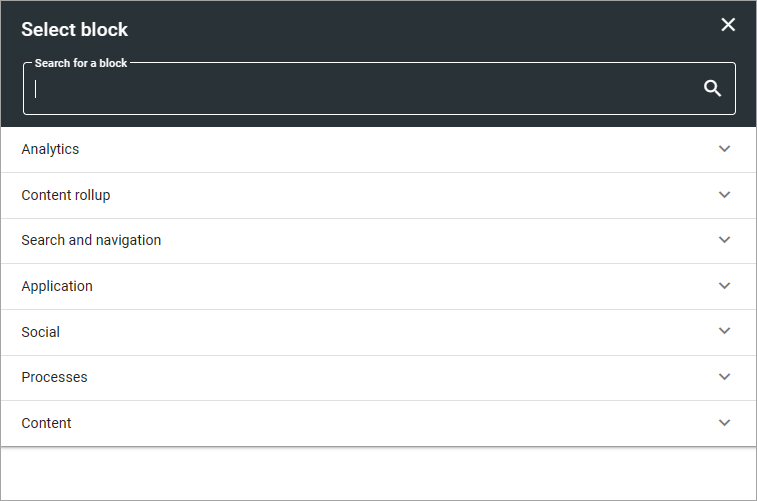 Select block
Search for a block
Analytics
Content rollup
Search and navigation
Application
Social
Processes
Content